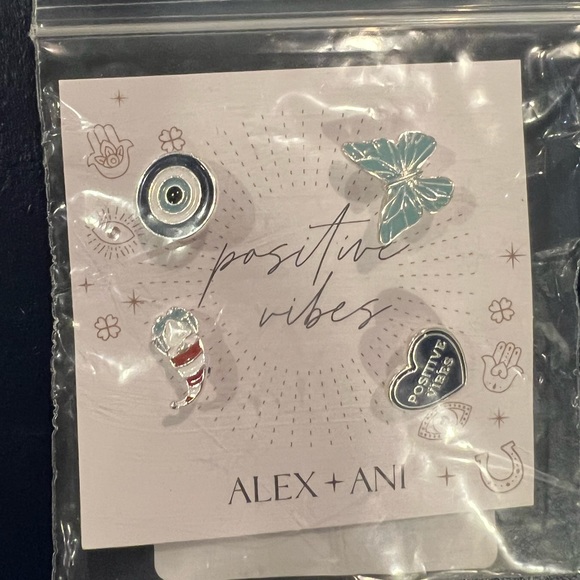 positive
vibes
POSITIVE
VIBES
ALEX + ANI